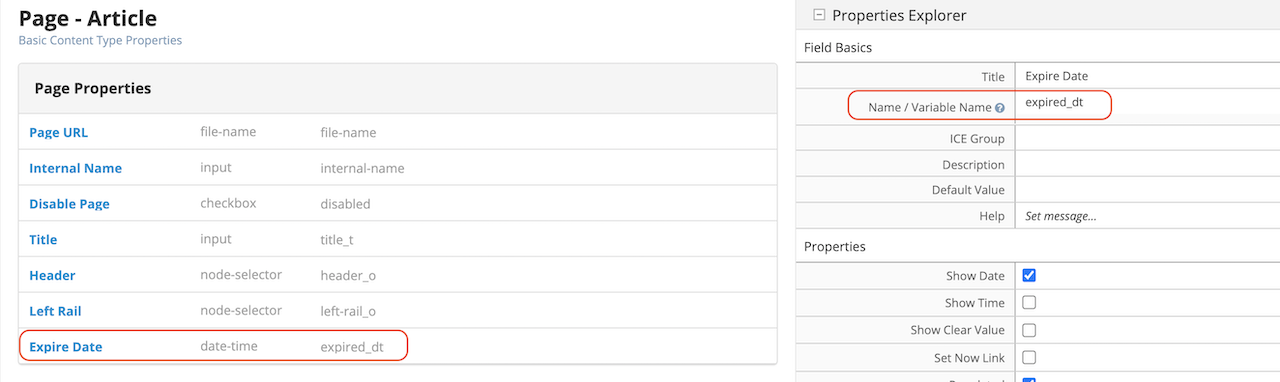 Page - Article
Basic Content Type Properties
Page Properties
Page URL file-name file-name
Internal Name input internal-name
Disable Page checkbox disabled
Title input title_t
Header node-selector header_o
Left Rail node-selector left-rail_o
Expire Date date-time expired_dt
Properties Explorer
Field Basics
Title Expire Date
Name / Variable Name ? expired_dt
ICE Group
Description
Default Value
Help Set message...
Properties
Show Date
Show Time
Show Clear Value
Set Now Link